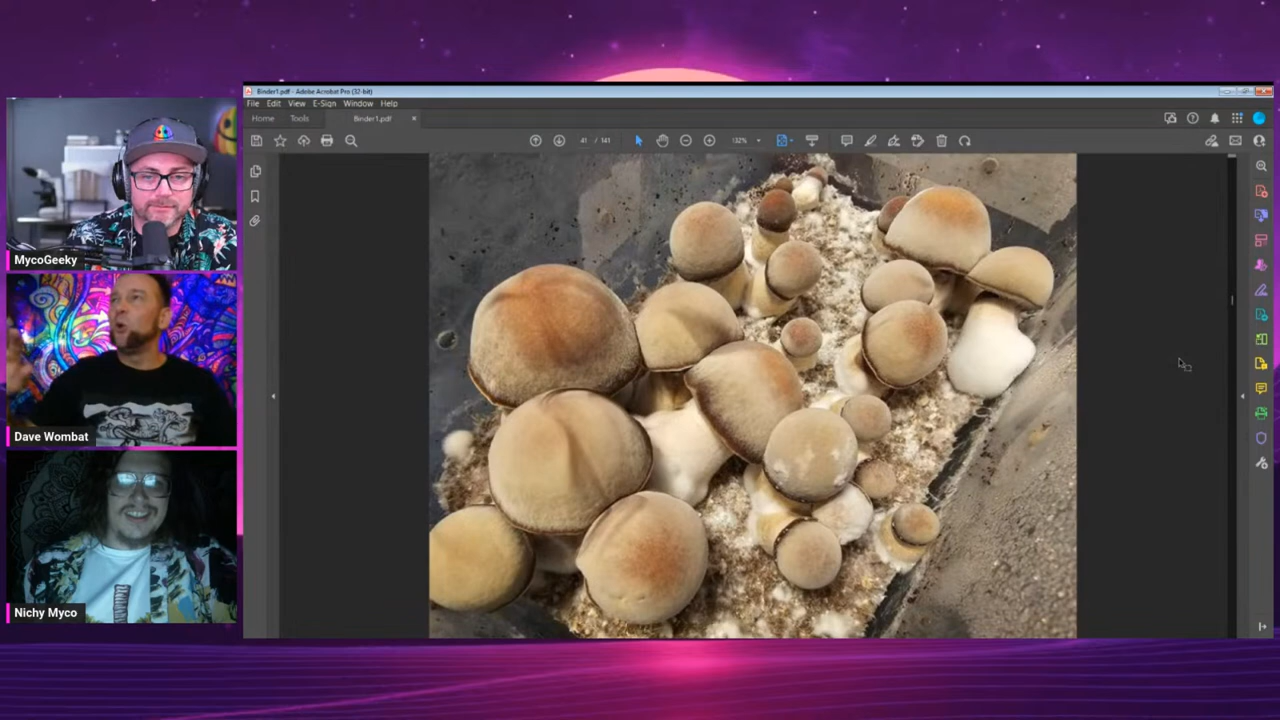 Binder1.pdf - Adobe Acrobat Pro (32-bit)
File Edit View E-Sign Window Help
Home Tools Binder1.pdf
41 / 141
132%
MycoGeeky
Dave Wombat
Nichy Myco